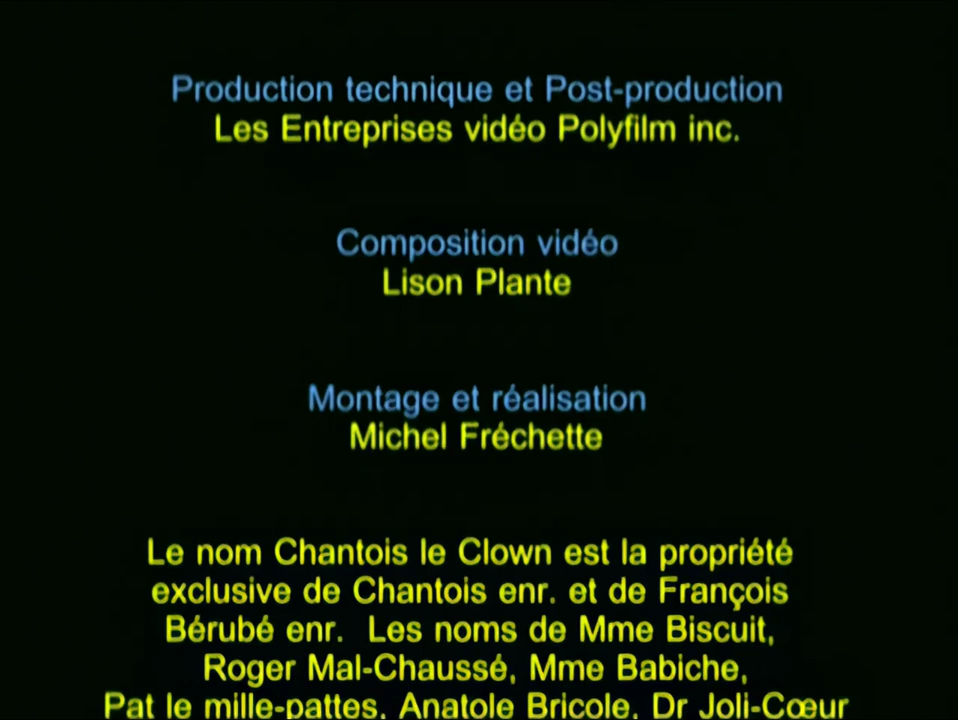 Production technique et Post-production
Les Entreprises vidéo Polyfilm inc.
Composition vidéo
Lison Plante
Montage et réalisation
Michel Fréchette
Le nom Chantois le Clown est la propriété
exclusive de Chantois enr. et de François
Bérubé enr. Les noms de Mme Biscuit,
Roger Mal-Chaussé, Mme Babiche,
Pat le mille-pattes, Anatole Bricole, Dr Joli-Cœur